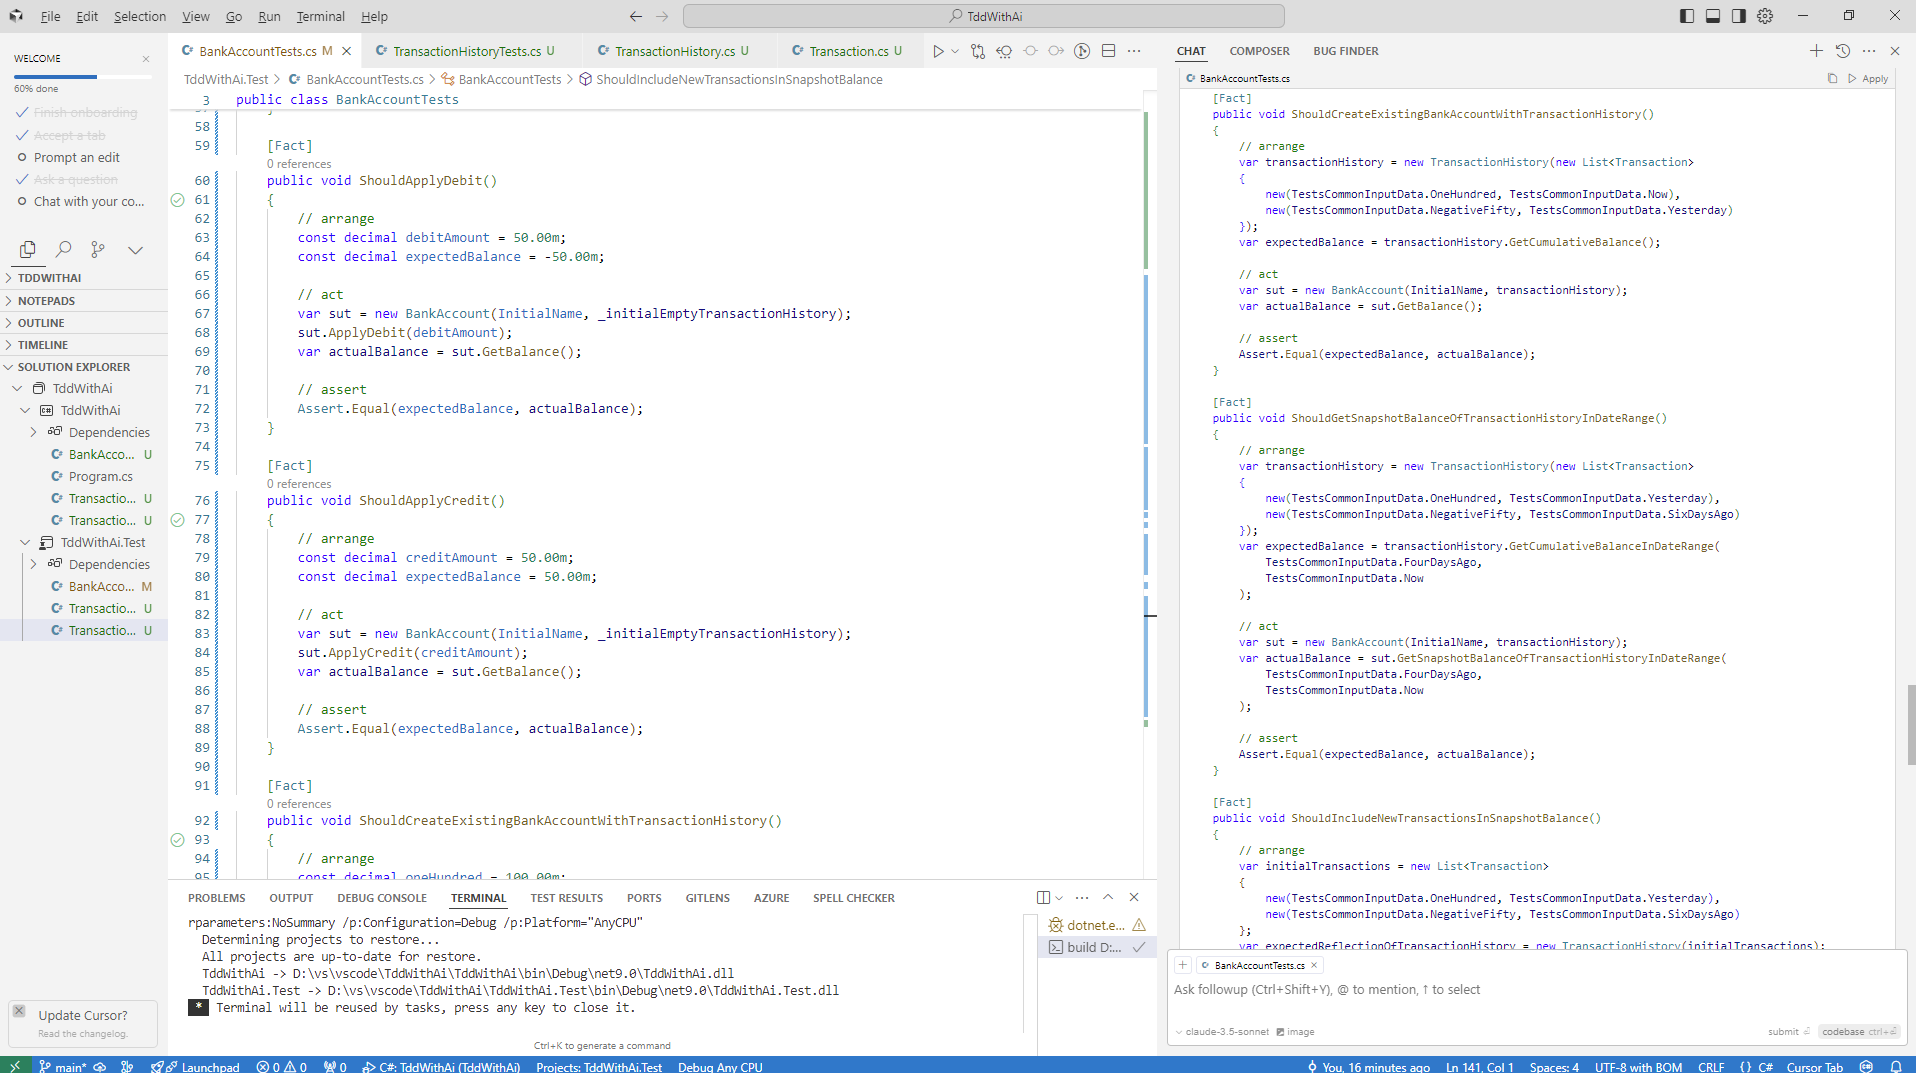 File Edit Selection View Go Run Terminal Help
TddWithAi
WELCOME
60% done
Finish onboarding
Accept a tab
Prompt an edit
Ask a question
Chat with your co...
TDDWITHAI
NOTEPADS
OUTLINE
TIMELINE
SOLUTION EXPLORER
TddWithAi
TddWithAi
Dependencies
BankAcco... U
Program.cs
Transactio... U
Transactio... U
TddWithAi.Test
Dependencies
BankAcco... M
Transactio... U
Transactio... U
Update Cursor?
Read the changelog.
BankAccountTests.cs M
TransactionHistoryTests.cs U
TransactionHistory.cs U
Transaction.cs U
TddWithAi.Test > BankAccountTests.cs > BankAccountTests > ShouldIncludeNewTransactionsInSnapshotBalance
3 public class BankAccountTests
58
59 [Fact]
0 references
60 public void ShouldApplyDebit()
61 {
62 // arrange
63 const decimal debitAmount = 50.00m;
64 const decimal expectedBalance = -50.00m;
65
66 // act
67 var sut = new BankAccount(InitialName, _initialEmptyTransactionHistory);
68 sut.ApplyDebit(debitAmount);
69 var actualBalance = sut.GetBalance();
70
71 // assert
72 Assert.Equal(expectedBalance, actualBalance);
73 }
74
75 [Fact]
0 references
76 public void ShouldApplyCredit()
77 {
78 // arrange
79 const decimal creditAmount = 50.00m;
80 const decimal expectedBalance = 50.00m;
81
82 // act
83 var sut = new BankAccount(InitialName, _initialEmptyTransactionHistory);
84 sut.ApplyCredit(creditAmount);
85 var actualBalance = sut.GetBalance();
86
87 // assert
88 Assert.Equal(expectedBalance, actualBalance);
89 }
90
91 [Fact]
0 references
92 public void ShouldCreateExistingBankAccountWithTransactionHistory()
93 {
94 // arrange
95 const decimal oneHundred = 100.00m;
PROBLEMS OUTPUT DEBUG CONSOLE TERMINAL TEST RESULTS PORTS GITLENS AZURE SPELL CHECKER
rparameters:NoSummary /p:Configuration=Debug /p:Platform="AnyCPU"
Determining projects to restore...
All projects are up-to-date for restore.
TddWithAi -> D:\vs\vscode\TddWithAi\TddWithAi\bin\Debug\net9.0\TddWithAi.dll
TddWithAi.Test -> D:\vs\vscode\TddWithAi\TddWithAi.Test\bin\Debug\net9.0\TddWithAi.Test.dll
* Terminal will be reused by tasks, press any key to close it.
Ctrl+K to generate a command
dotnet.e...
build D:...
CHAT COMPOSER BUG FINDER
BankAccountTests.cs Apply
[Fact]
public void ShouldCreateExistingBankAccountWithTransactionHistory()
{
// arrange
var transactionHistory = new TransactionHistory(new List<Transaction>
{
new(TestsCommonInputData.OneHundred, TestsCommonInputData.Now),
new(TestsCommonInputData.NegativeFifty, TestsCommonInputData.Yesterday)
});
var expectedBalance = transactionHistory.GetCumulativeBalance();
// act
var sut = new BankAccount(InitialName, transactionHistory);
var actualBalance = sut.GetBalance();
// assert
Assert.Equal(expectedBalance, actualBalance);
}
[Fact]
public void ShouldGetSnapshotBalanceOfTransactionHistoryInDateRange()
{
// arrange
var transactionHistory = new TransactionHistory(new List<Transaction>
{
new(TestsCommonInputData.OneHundred, TestsCommonInputData.Yesterday),
new(TestsCommonInputData.NegativeFifty, TestsCommonInputData.SixDaysAgo)
});
var expectedBalance = transactionHistory.GetCumulativeBalanceInDateRange(
TestsCommonInputData.FourDaysAgo,
TestsCommonInputData.Now
);
// act
var sut = new BankAccount(InitialName, transactionHistory);
var actualBalance = sut.GetSnapshotBalanceOfTransactionHistoryInDateRange(
TestsCommonInputData.FourDaysAgo,
TestsCommonInputData.Now
);
// assert
Assert.Equal(expectedBalance, actualBalance);
}
[Fact]
public void ShouldIncludeNewTransactionsInSnapshotBalance()
{
// arrange
var initialTransactions = new List<Transaction>
{
new(TestsCommonInputData.OneHundred, TestsCommonInputData.Yesterday),
new(TestsCommonInputData.NegativeFifty, TestsCommonInputData.SixDaysAgo)
};
var expectedReflectionOfTransactionHistory = new TransactionHistory(initialTransactions);
BankAccountTests.cs
Ask followup (Ctrl+Shift+Y), @ to mention, ↑ to select
claude-3.5-sonnet image submit codebase ctrl+
main* Launchpad 0 0 0 C#: TddWithAi (TddWithAi) Projects: TddWithAi.Test Debug Any CPU You, 16 minutes ago Ln 141, Col 1 Spaces: 4 UTF-8 with BOM CRLF {} C# Cursor Tab